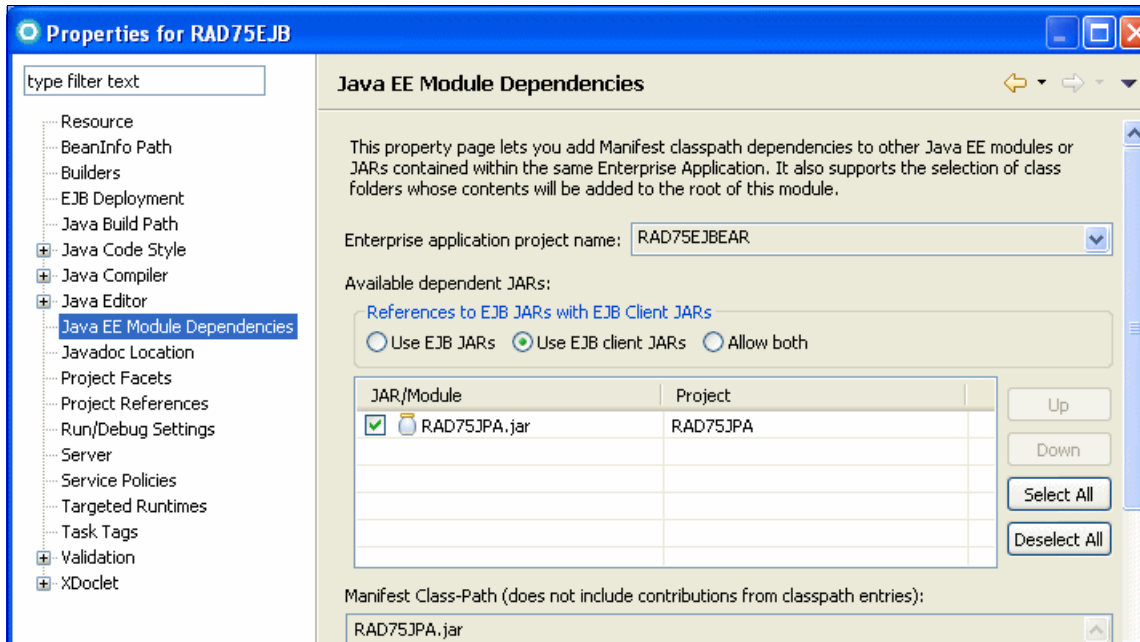 Properties for RAD75EJB
type filter text
Resource
BeanInfo Path
Builders
EJB Deployment
Java Build Path
Java Code Style
Java Compiler
Java Editor
Java EE Module Dependencies
Javadoc Location
Project Facets
Project References
Run/Debug Settings
Server
Service Policies
Targeted Runtimes
Task Tags
Validation
XDoclet
Java EE Module Dependencies
This property page lets you add Manifest classpath dependencies to other Java EE modules or
JARs contained within the same Enterprise Application. It also supports the selection of class
folders whose contents will be added to the root of this module.
Enterprise application project name: RAD75EJBEAR
Available dependent JARs:
References to EJB JARs with EJB Client JARs
Use EJB JARs Use EJB client JARs Allow both
JAR/Module Project
RAD75JPA.jar RAD75JPA
Up
Down
Select All
Deselect All
Manifest Class-Path (does not include contributions from classpath entries):
RAD75JPA.jar